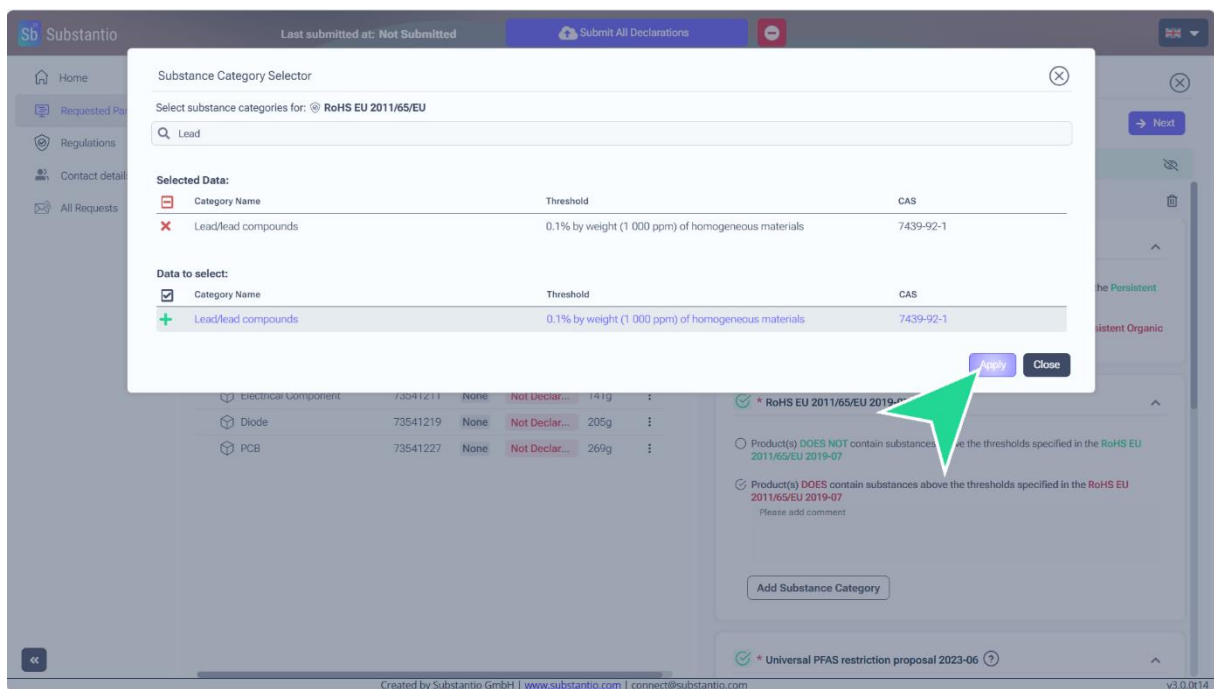 Sb Substantio
Last submitted at: Not Submitted
Submit All Declarations
Home
Requested Par
Regulations
Contact detail
All Requests
Substance Category Selector
Select substance categories for: RoHS EU 2011/65/EU
Lead
Selected Data:
Category Name Threshold CAS
Lead/lead compounds 0.1% by weight (1 000 ppm) of homogeneous materials 7439-92-1
Data to select:
Category Name Threshold CAS
Lead/lead compounds 0.1% by weight (1 000 ppm) of homogeneous materials 7439-92-1
Apply Close
Next
the Persistent
sistent Organic
Electrical Component 73541211 None Not Declar... 141g
Diode 73541219 None Not Declar... 205g
PCB 73541227 None Not Declar... 269g
* RoHS EU 2011/65/EU 2019-0
Product(s) DOES NOT contain substances the thresholds specified in the RoHS EU
2011/65/EU 2019-07
Product(s) DOES contain substances above the thresholds specified in the RoHS EU
2011/65/EU 2019-07
Please add comment
Add Substance Category
* Universal PFAS restriction proposal 2023-06 ?
Created by Substantio GmbH | www.substantio.com | connect@substantio.com
v3.0.0t14